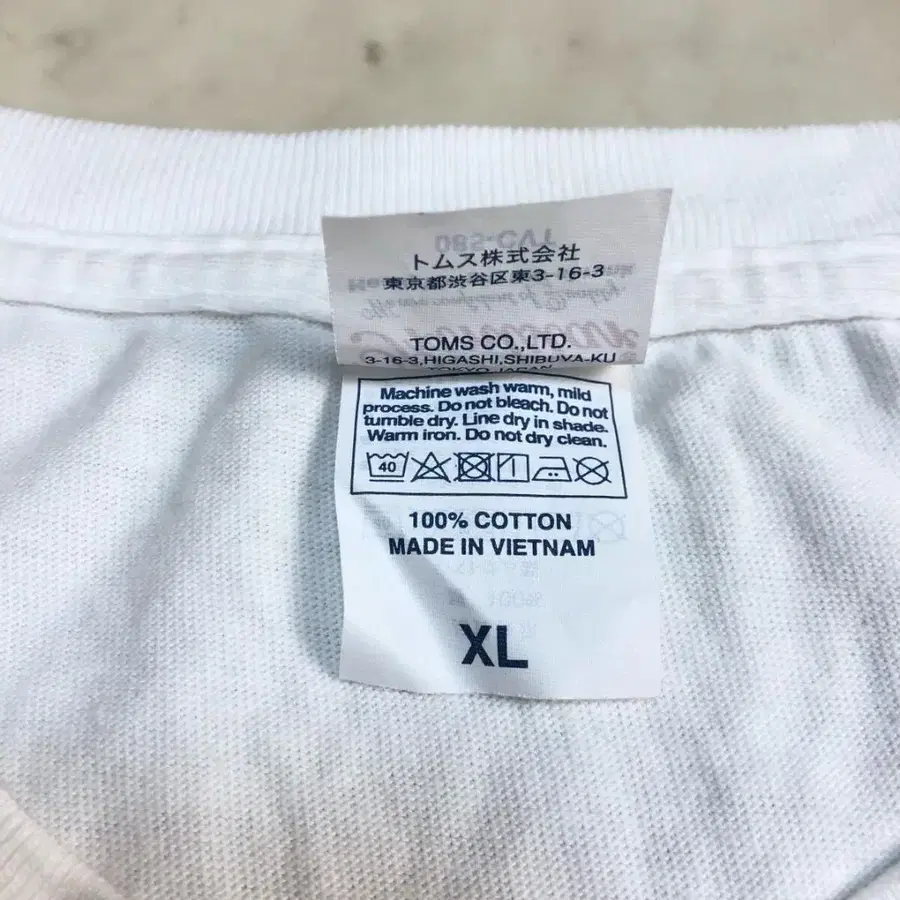 トムス株式会社
東京都渋谷区東3-16-3
TOMS CO.,LTD.
3-16-3,HIGASHI,SHIBUYA-KU
TOKYO JAPAN
Machine wash warm, mild
process. Do not bleach. Do not
tumble dry. Line dry in shade.
Warm iron. Do not dry clean.
40
100% COTTON
MADE IN VIETNAM
XL